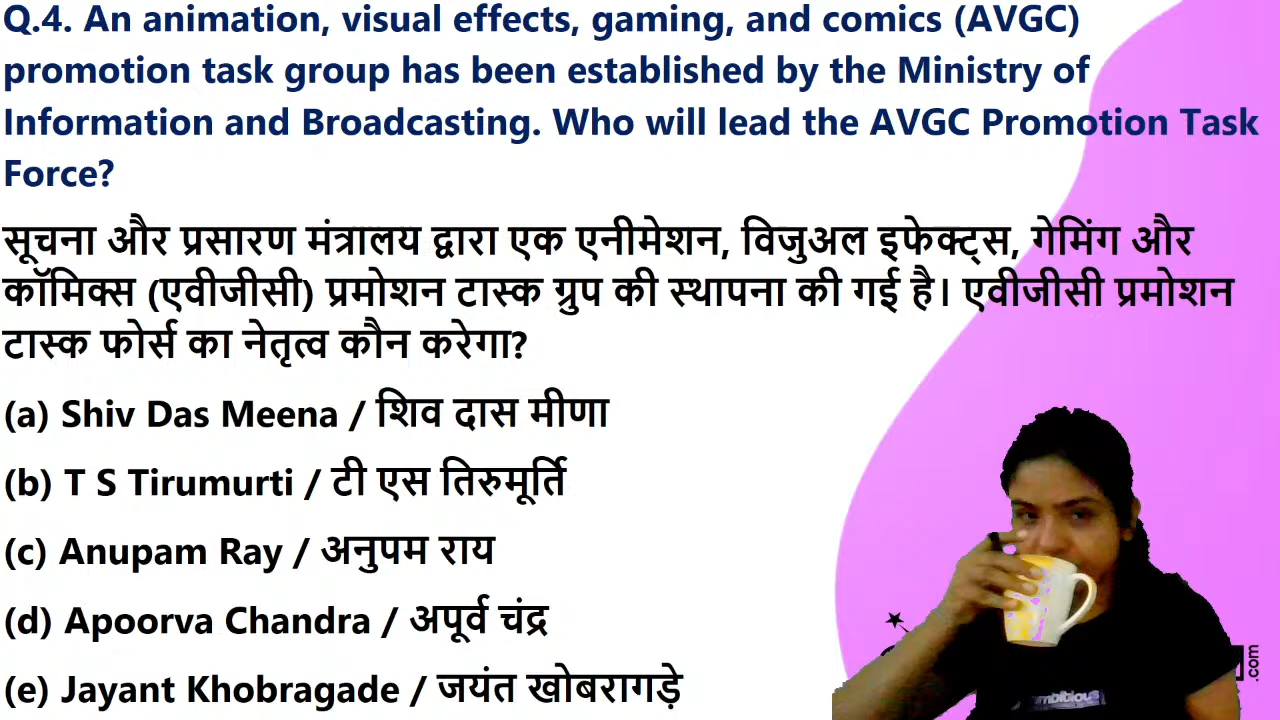 Q.4. An animation, visual effects, gaming, and comics (AVGC)
promotion task group has been established by the Ministry of
Information and Broadcasting. Who will lead the AVGC Promotion Task
Force?
सूचना और प्रसारण मंत्रालय द्वारा एक एनीमेशन, विजुअल इफेक्ट्स, गेमिंग और
कॉमिक्स (एवीजीसी) प्रमोशन टास्क ग्रुप की स्थापना की गई है। एवीजीसी प्रमोशन
टास्क फोर्स का नेतृत्व कौन करेगा?
(a) Shiv Das Meena / शिव दास मीणा
(b) T S Tirumurti / टी एस तिरुमूर्ति
(c) Anupam Ray / अनुपम राय
(d) Apoorva Chandra / अपूर्व चंद्र
(e) Jayant Khobragade / जयंत खोबरागड़े
.com